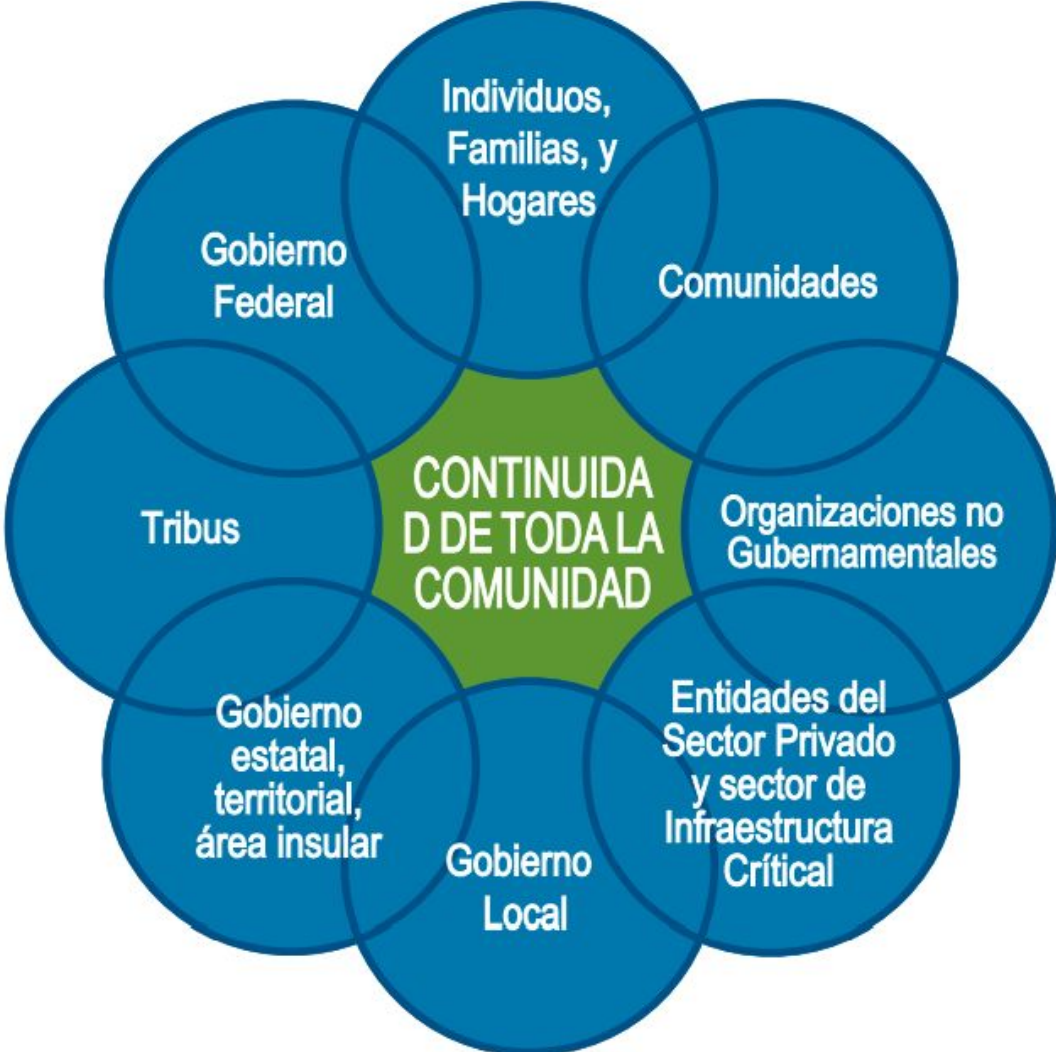 Individuos,
Familias, y
Hogares
Comunidades
Organizaciones no
Gubernamentales
Entidades del
Sector Privado
y sector de
Infraestructura
Crítical
Gobierno
Local
Gobierno
estatal,
territorial,
área insular
Tribus
Gobierno
Federal
CONTINUIDA
D DE TODA LA
COMUNIDAD